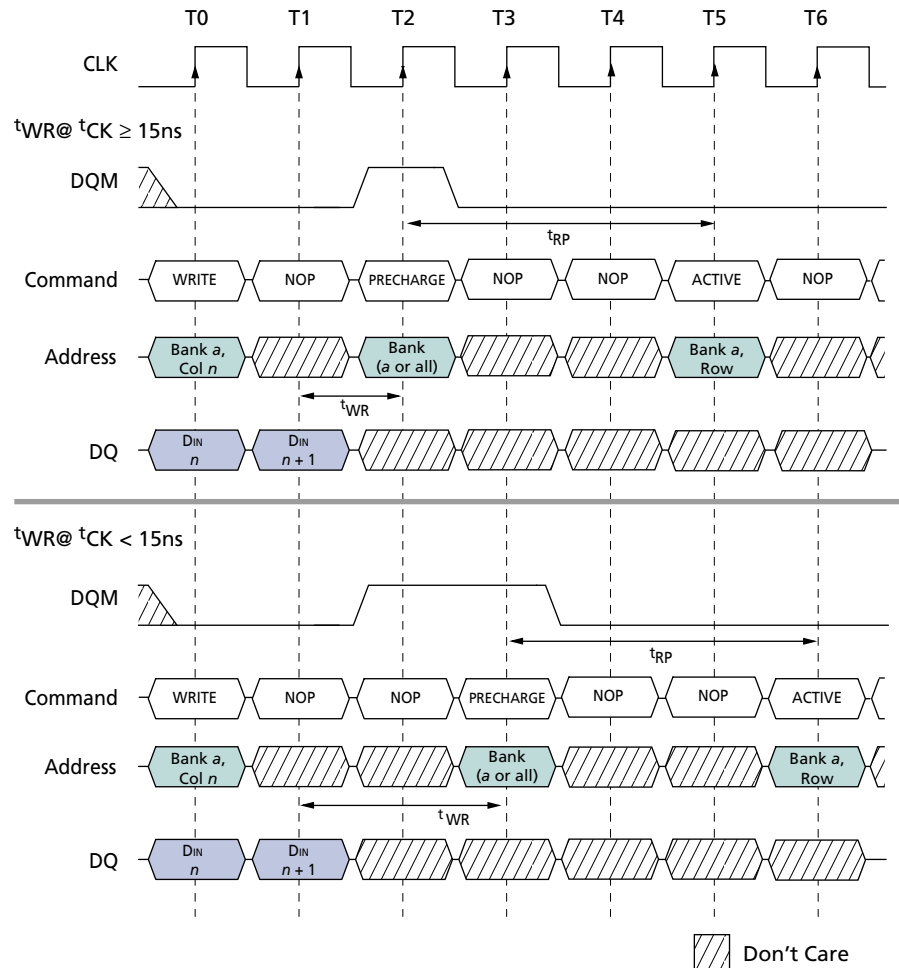 T0 T1 T2 T3 T4 T5 T6
CLK
tWR@ tCK ≥ 15ns
DQM
tRP
Command WRITE NOP PRECHARGE NOP NOP ACTIVE NOP
Address Bank a, Col n Bank (a or all) Bank a, Row
tWR
DQ DIN n DIN n + 1
tWR@ tCK < 15ns
DQM
tRP
Command WRITE NOP NOP PRECHARGE NOP NOP ACTIVE
Address Bank a, Col n Bank (a or all) Bank a, Row
tWR
DQ DIN n DIN n + 1
Don't Care